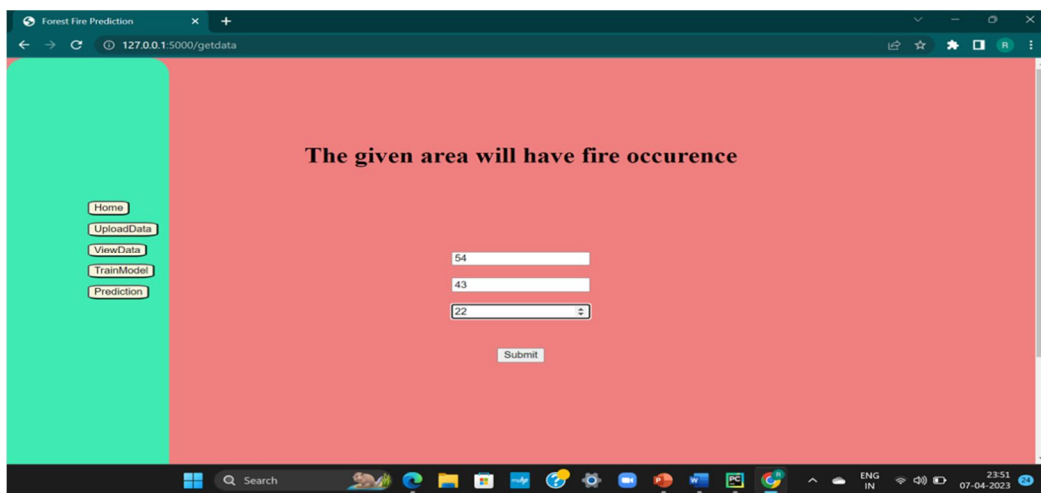 Forest Fire Prediction
127.0.0.1:5000/getdata
R
The given area will have fire occurence
Home
UploadData
ViewData
TrainModel
Prediction
54
43
22
Submit
Search
ENG
IN
23:51
07-04-2023
24